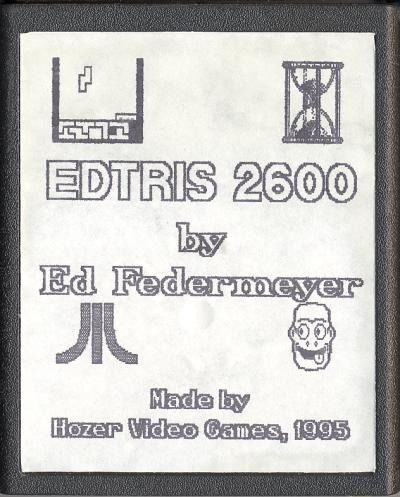 EDTRIS 2600
by
Ed Federmeyer
Made by
Hozer Video Games, 1995